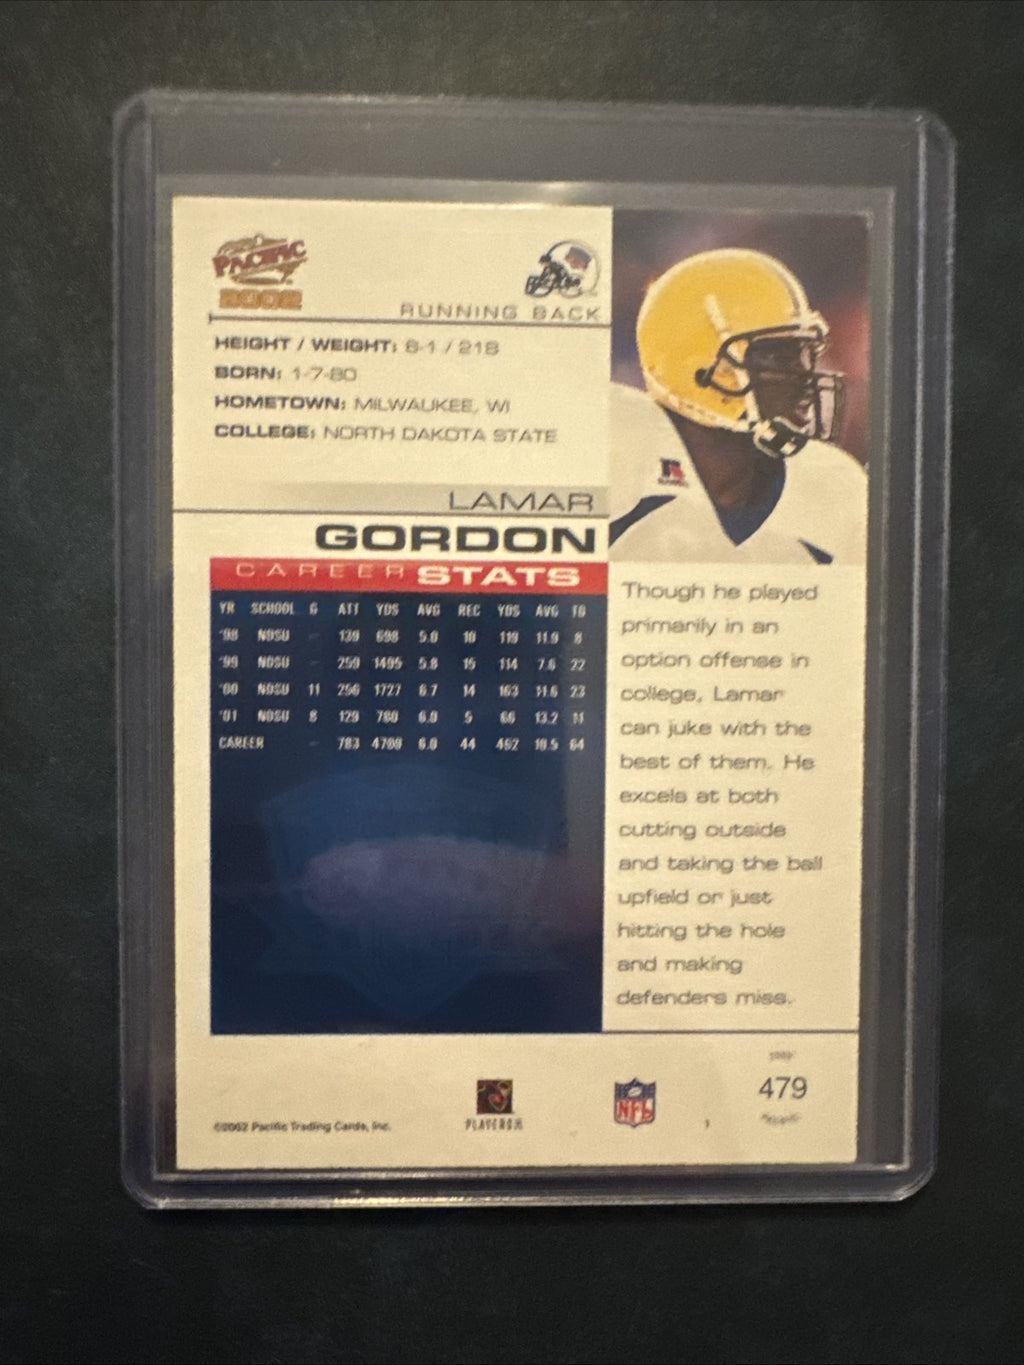 PACIFIC
2002
RUNNING BACK
HEIGHT / WEIGHT: 6-1 / 218
BORN: 1-7-80
HOMETOWN: MILWAUKEE, WI
COLLEGE: NORTH DAKOTA STATE
LAMAR
GORDON
CAREER STATS
YR SCHOOL G ATT YDS AVG REC YDS AVG TD
'98 NDSU - 139 698 5.0 10 119 11.9 8
'99 NDSU - 259 1495 5.8 15 114 7.6 22
'00 NDSU 11 256 1727 6.7 14 163 11.6 23
'01 NDSU 8 129 780 6.0 5 66 13.2 11
CAREER - 783 4700 6.0 44 462 10.5 64
Though he played
primarily in an
option offense in
college, Lamar
can juke with the
best of them. He
excels at both
cutting outside
and taking the ball
upfield or just
hitting the hole
and making
defenders miss.
479
©2002 Pacific Trading Cards, Inc.
PLAYERS INC
NFL